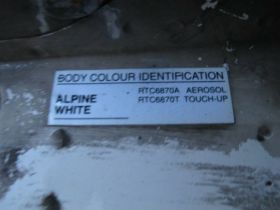 BODY COLOUR IDENTIFICATION
ALPINE WHITE
RTC6870A AEROSOL
RTC6870T TOUCH-UP